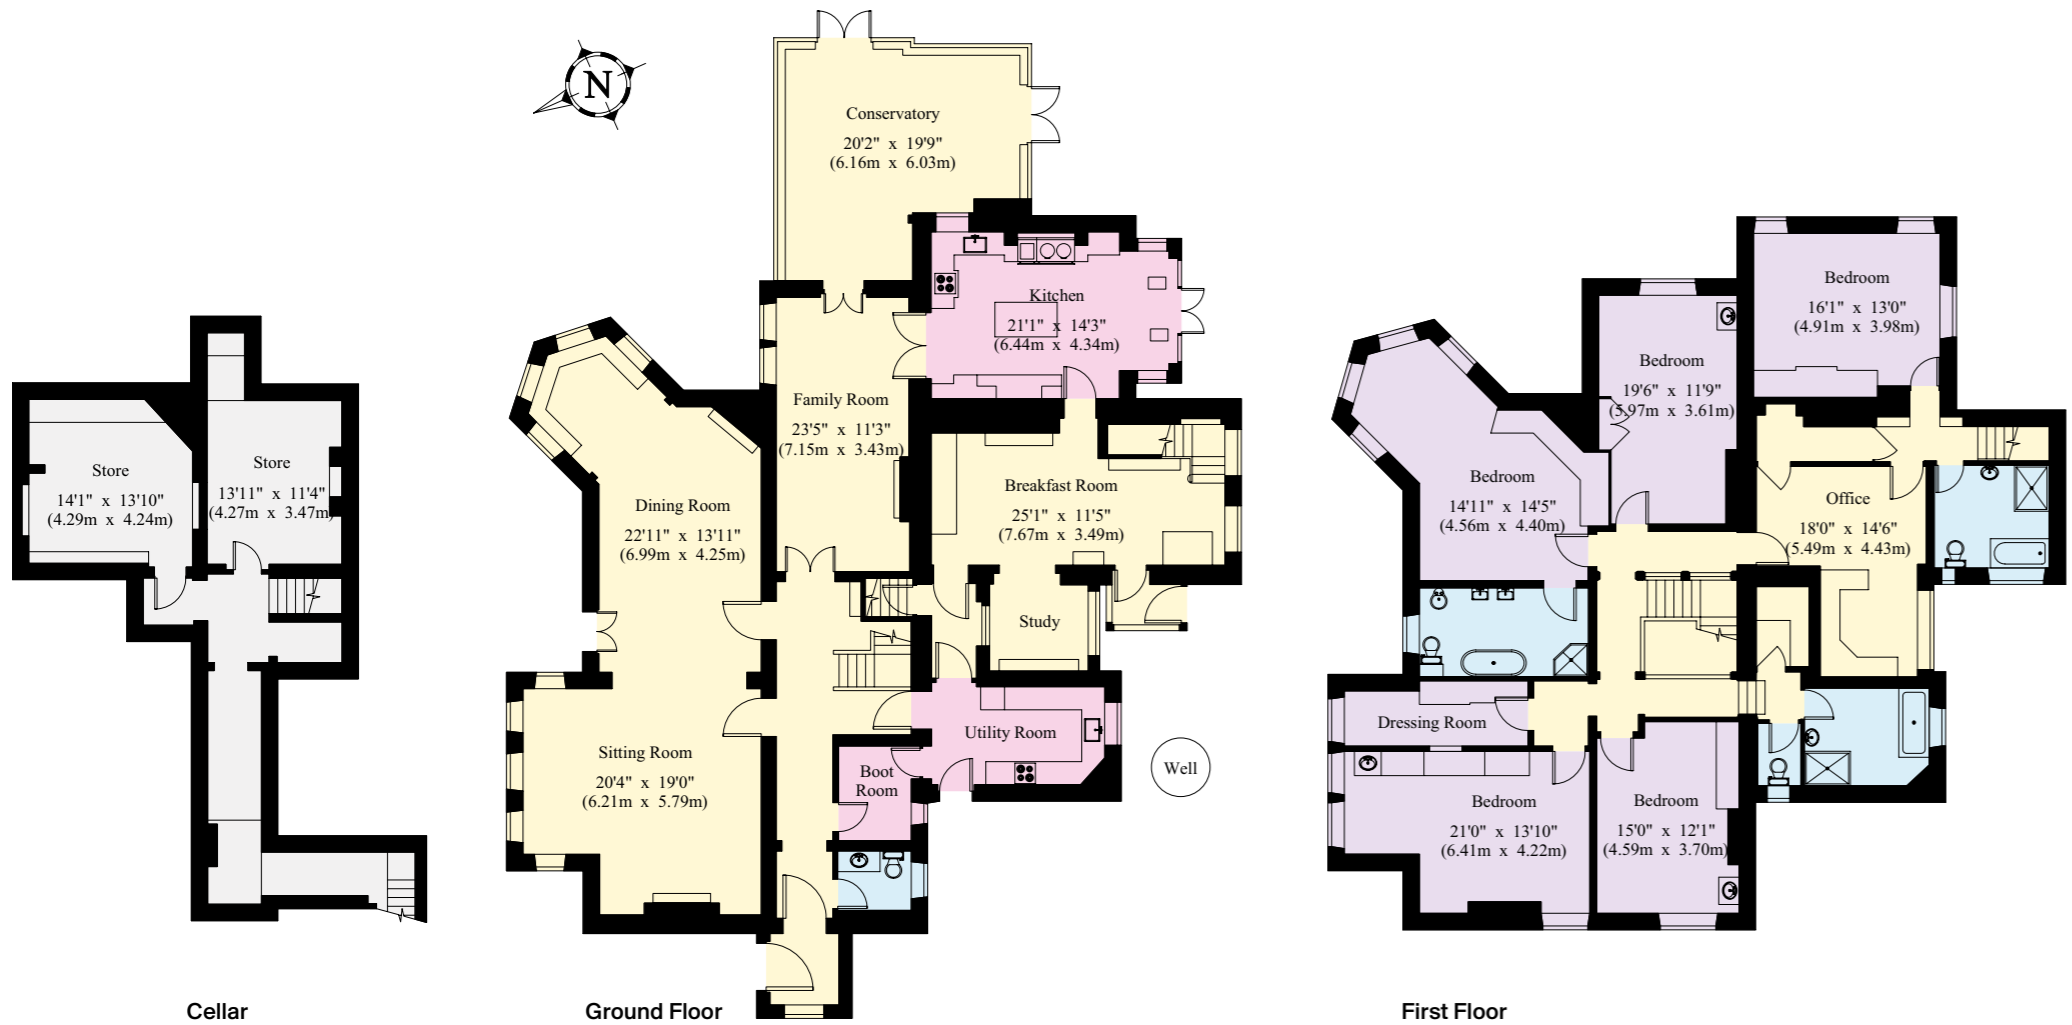 N
Conservatory
20'2" x 19'9"
(6.16m x 6.03m)
Kitchen
21'1" x 14'3"
(6.44m x 4.34m)
Family Room
23'5" x 11'3"
(7.15m x 3.43m)
Breakfast Room
25'1" x 11'5"
(7.67m x 3.49m)
Dining Room
22'11" x 13'11"
(6.99m x 4.25m)
Study
Sitting Room
20'4" x 19'0"
(6.21m x 5.79m)
Utility Room
Boot
Room
Well
Store
14'1" x 13'10"
(4.29m x 4.24m)
Store
13'11" x 11'4"
(4.27m x 3.47m)
Bedroom
16'1" x 13'0"
(4.91m x 3.98m)
Bedroom
19'6" x 11'9"
(5.97m x 3.61m)
Bedroom
14'11" x 14'5"
(4.56m x 4.40m)
Office
18'0" x 14'6"
(5.49m x 4.43m)
Dressing Room
Bedroom
21'0" x 13'10"
(6.41m x 4.22m)
Bedroom
15'0" x 12'1"
(4.59m x 3.70m)
Cellar
Ground Floor
First Floor